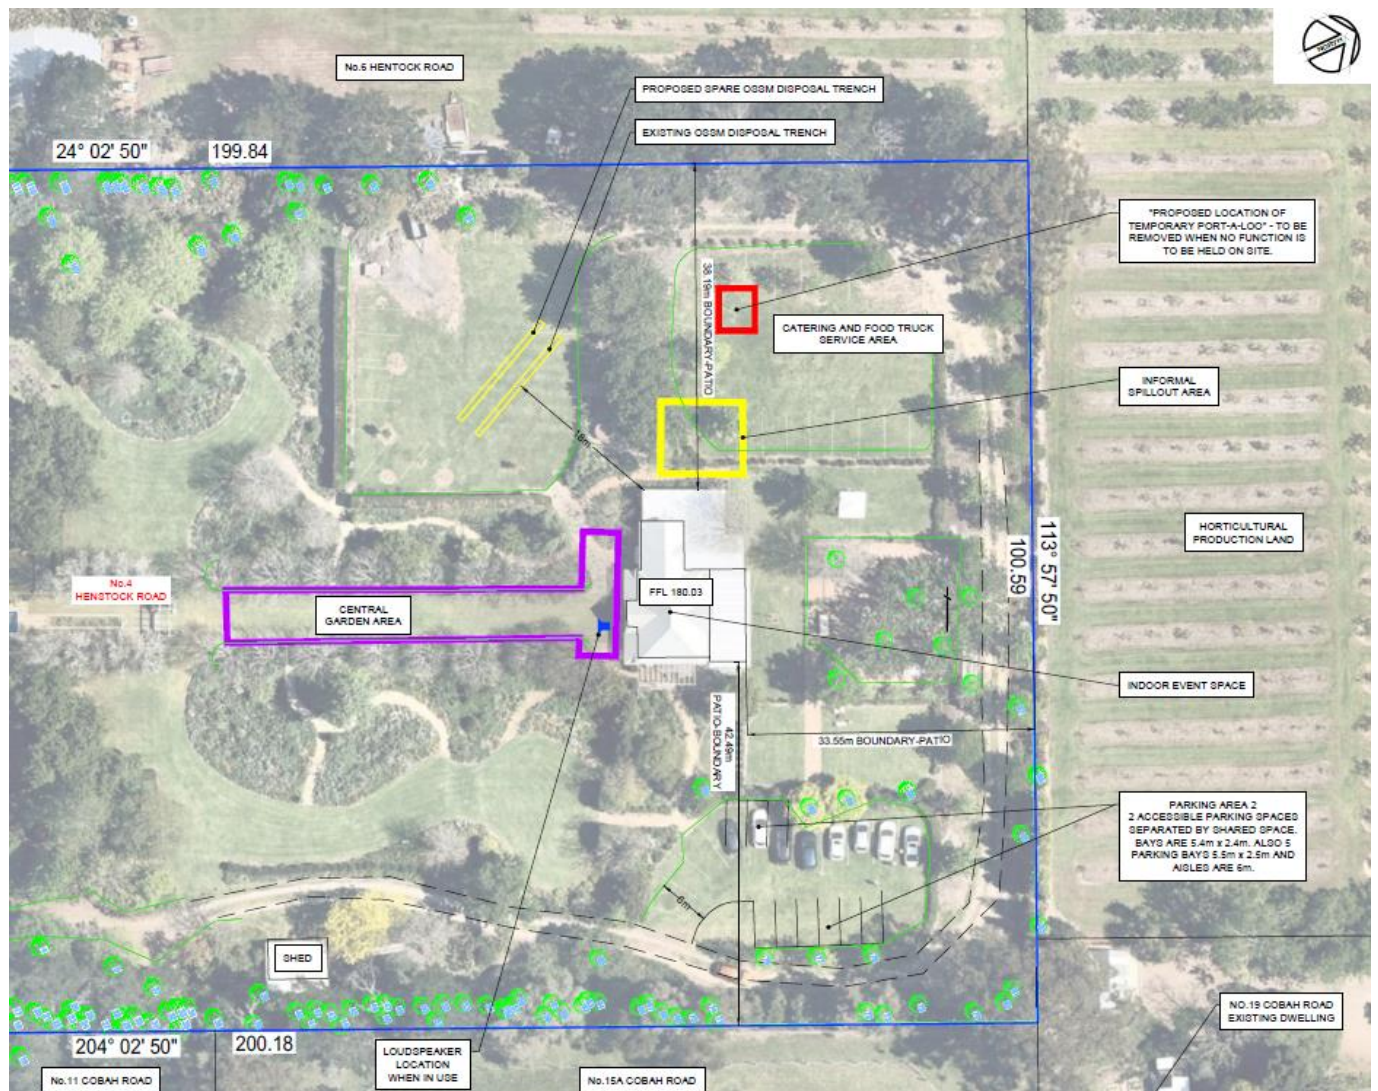 NORTH
No.6 HENTOCK ROAD
PROPOSED SPARE OSSM DISPOSAL TRENCH
EXISTING OSSM DISPOSAL TRENCH
24° 02' 50"
199.84
"PROPOSED LOCATION OF
TEMPORARY PORT-A-LOO" - TO BE
REMOVED WHEN NO FUNCTION IS
TO BE HELD ON SITE.
38.19m BOUNDARY-PATIO
CATERING AND FOOD TRUCK
SERVICE AREA
INFORMAL
SPILLOUT AREA
18m
HORTICULTURAL
PRODUCTION LAND
113° 57' 50"
100.59
No.4
HENSTOCK ROAD
CENTRAL
GARDEN AREA
FFL 180.03
INDOOR EVENT SPACE
42.49m
PATIO-BOUNDARY
33.55m BOUNDARY-PATIO
PARKING AREA 2
2 ACCESSIBLE PARKING SPACES
SEPARATED BY SHARED SPACE.
BAYS ARE 5.4m x 2.4m. ALSO 5
PARKING BAYS 5.5m x 2.5m AND
AISLES ARE 6m.
6m
SHED
NO.19 COBAH ROAD
EXISTING DWELLING
204° 02' 50"
200.18
LOUDSPEAKER
LOCATION
WHEN IN USE
No.11 COBAH ROAD
No.15A COBAH ROAD